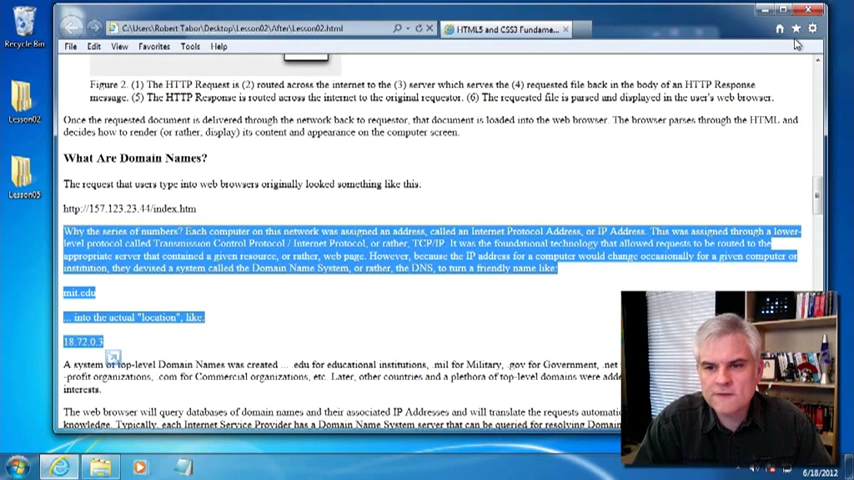 C:\Users\Robert Tabor\Desktop\Lesson02\After\Lesson02.html
HTML5 and CSS3 Fundame...
Recycle Bin
File Edit View Favorites Tools Help
Figure 2. (1) The HTTP Request is (2) routed across the internet to the (3) server which serves the (4) requested file back in the body of an HTTP Response
message. (5) The HTTP Response is routed across the internet to the original requestor. (6) The requested file is parsed and displayed in the user's web browser.
Once the requested document is delivered through the network back to requestor, that document is loaded into the web browser. The browser parses through the HTML and
decides how to render (or rather, display) its content and appearance on the computer screen.
Lesson02
What Are Domain Names?
The request that users type into web browsers originally looked something like this:
Lesson03
http://157.123.23.44/index.htm
Why the series of numbers? Each computer on this network was assigned an address, called an Internet Protocol Address, or IP Address. This was assigned through a lower-
level protocol called Transmission Control Protocol / Internet Protocol, or rather, TCP/IP. It was the foundational technology that allowed requests to be routed to the
appropriate server that contained a given resource, or rather, web page. However, because the IP address for a computer would change occasionally for a given computer or
institution, they devised a system called the Domain Name System, or rather, the DNS, to turn a friendly name like:
mit.edu
... into the actual "location", like:
18.72.0.3
A system of top-level Domain Names was created ... .edu for educational institutions, .mil for Military, .gov for Government, .net
-profit organizations, .com for Commercial organizations, etc. Later, other countries and a plethora of top-level domains were
interests.
The web browser will query databases of domain names and their associated IP Addresses and will translate the requests
knowledge. Typically, each Internet Service Provider has a Domain Name System server that can be queried for resolving
6/18/2012